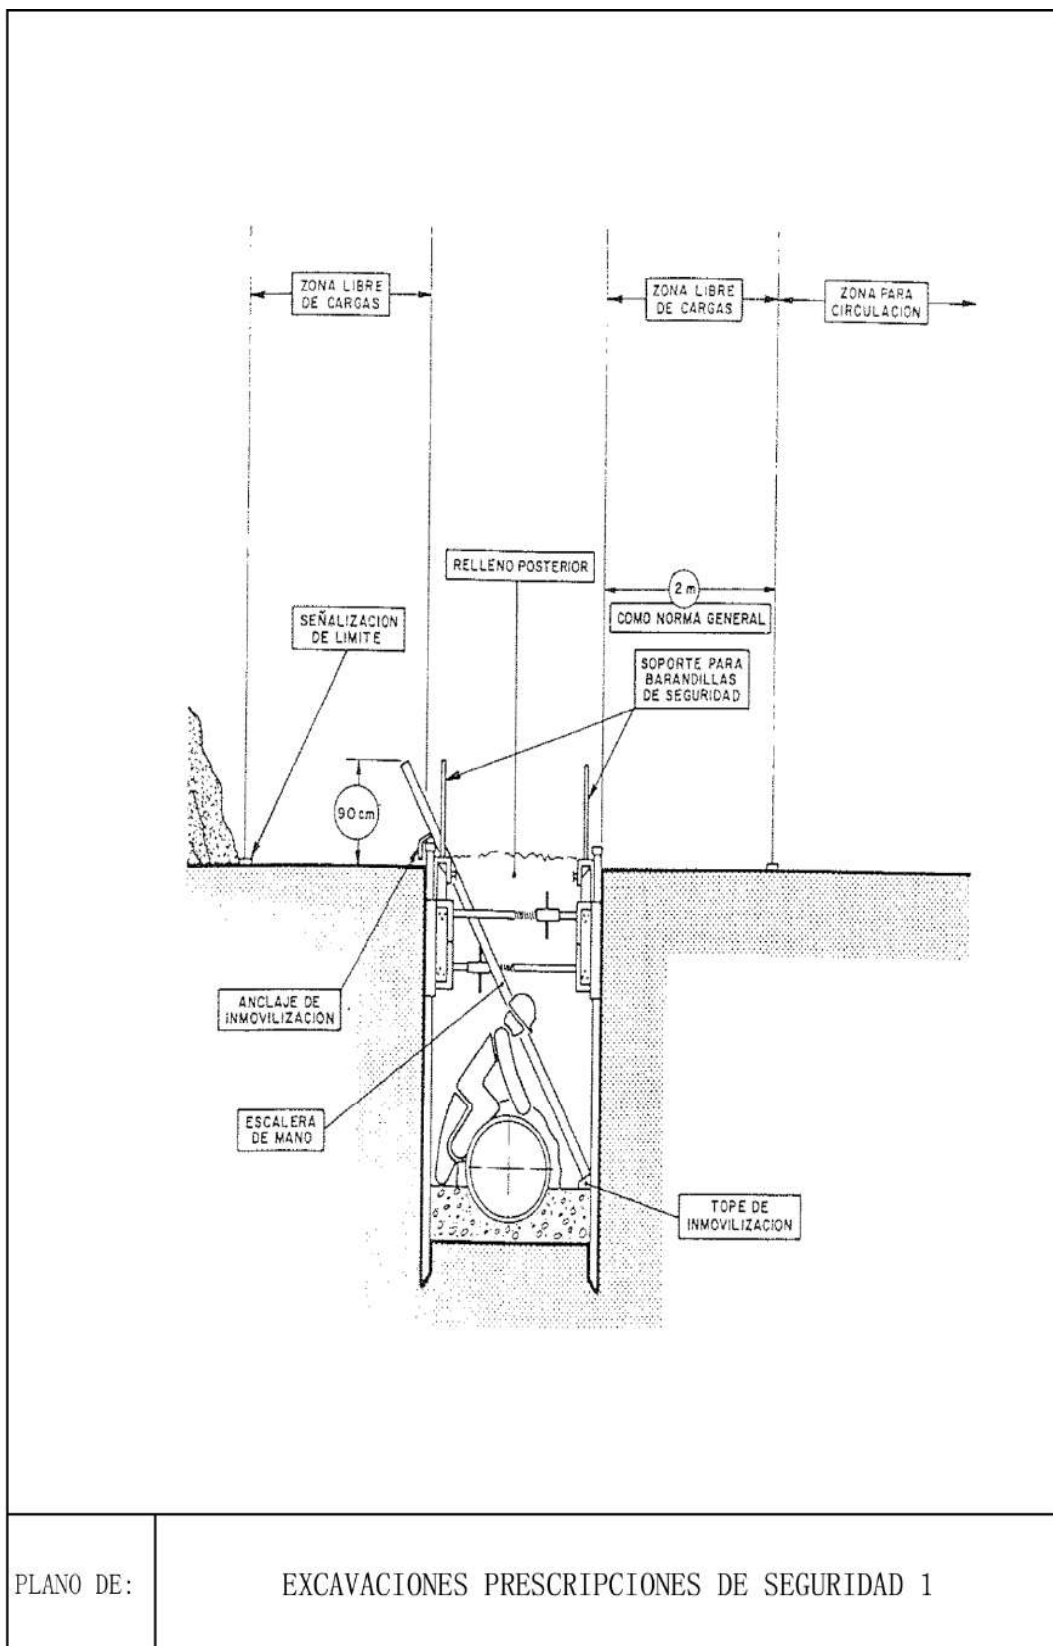 ZONA LIBRE
DE CARGAS
ZONA LIBRE
DE CARGAS
ZONA PARA
CIRCULACION
RELLENO POSTERIOR
2 m
COMO NORMA GENERAL
SEÑALIZACION
DE LIMITE
SOPORTE PARA
BARANDILLAS
DE SEGURIDAD
90 cm
ANCLAJE DE
INMOVILIZACION
ESCALERA
DE MANO
TOPE DE
INMOVILIZACION
PLANO DE:
EXCAVACIONES PRESCRIPCIONES DE SEGURIDAD 1